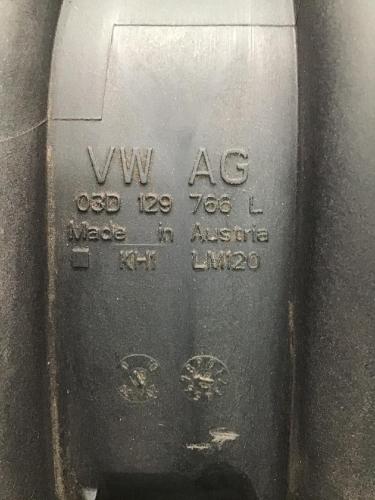 VW AG
03D 129 766 L
Made in Austria
KH1 LM120